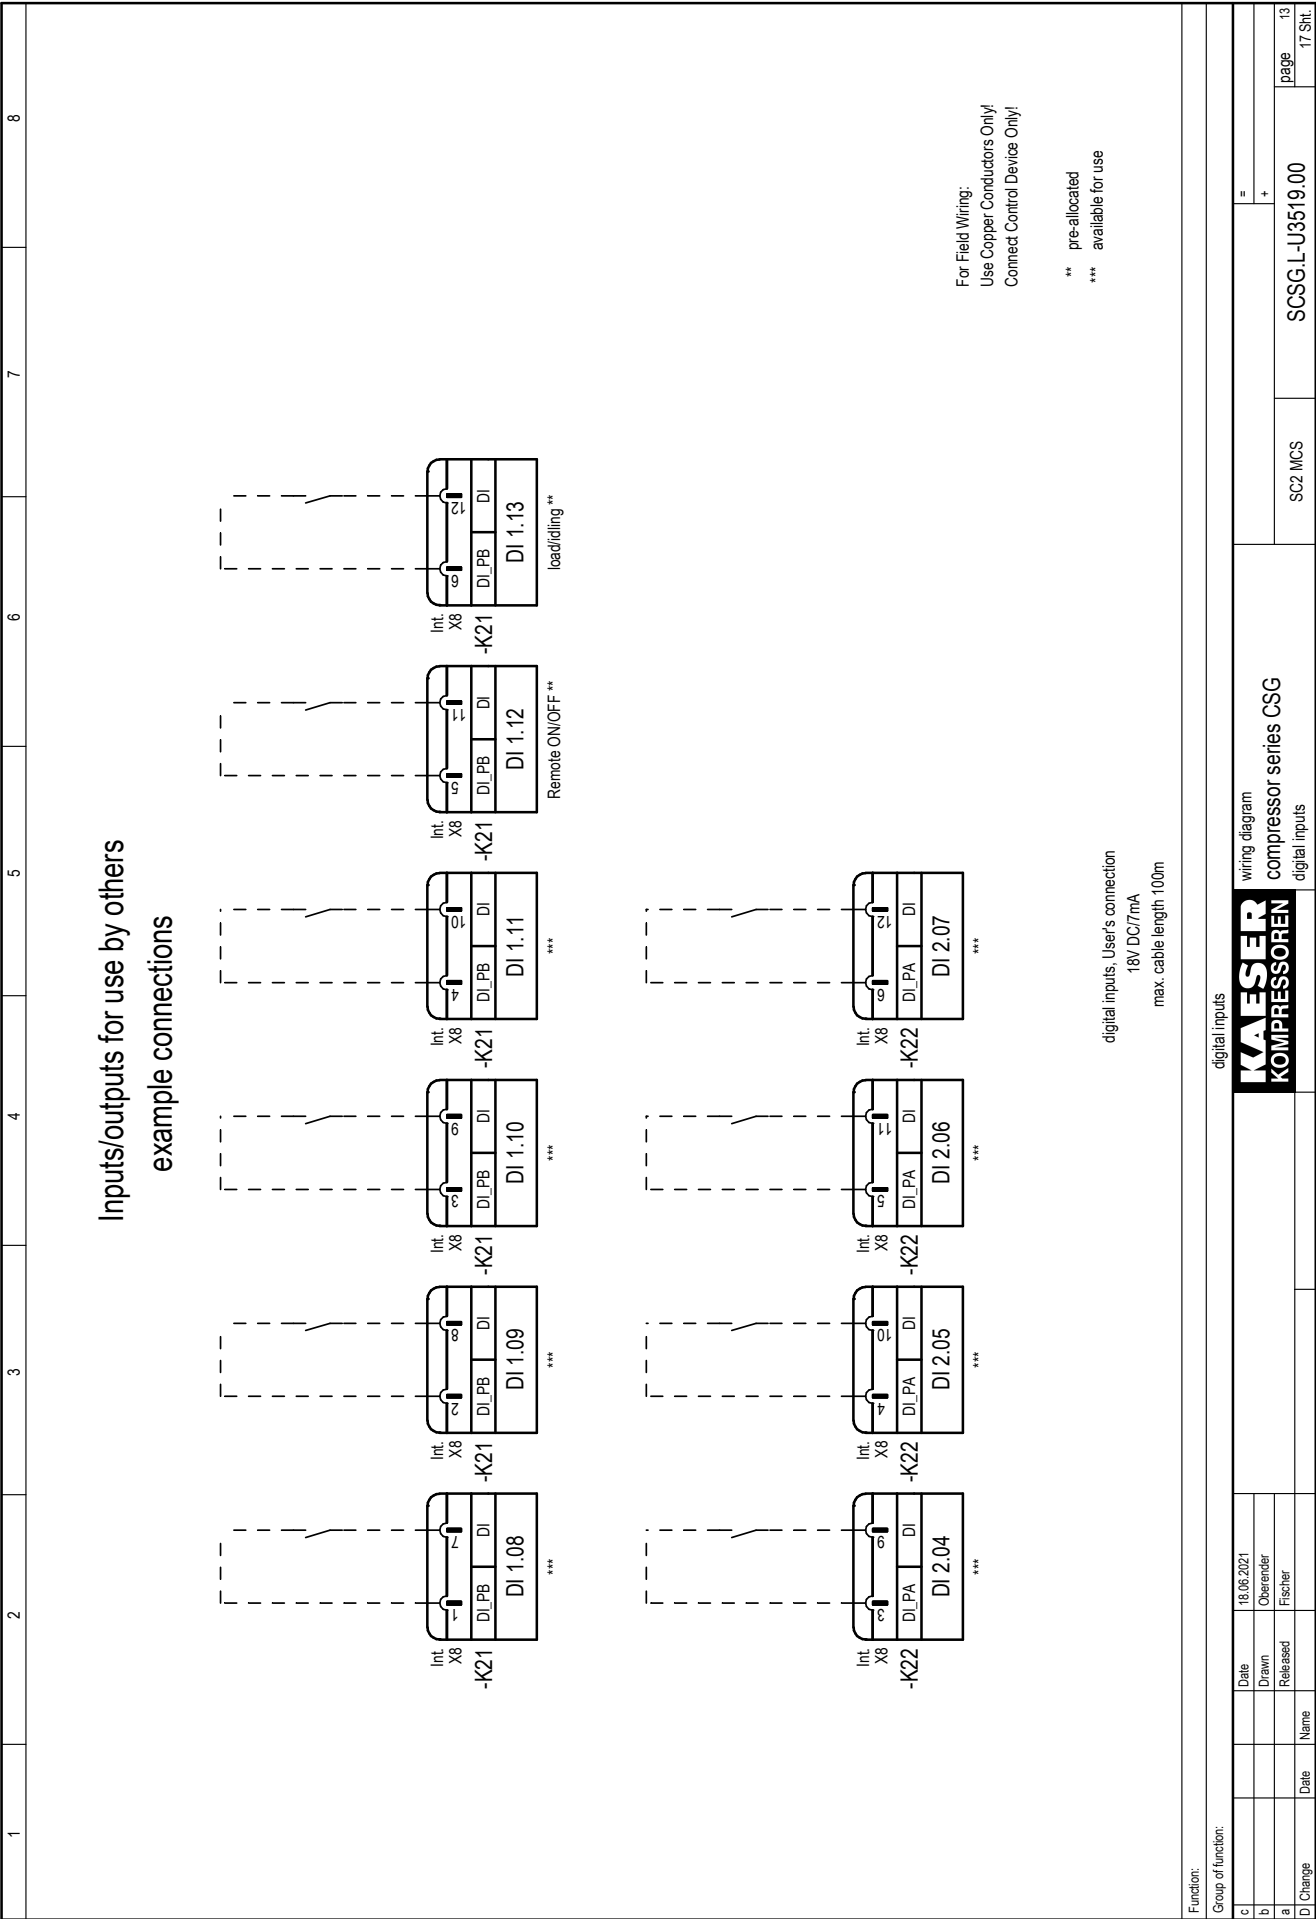 1 2 3 4 5 6 7 8
Inputs/outputs for use by others
example connections
Int.
X8
-K21
1 7
DI_PB DI
DI 1.08
***
Int.
X8
-K21
2 8
DI_PB DI
DI 1.09
***
Int.
X8
-K21
3 9
DI_PB DI
DI 1.10
***
Int.
X8
-K21
4 10
DI_PB DI
DI 1.11
***
Int.
X8
-K21
5 11
DI_PB DI
DI 1.12
Remote ON/OFF **
Int.
X8
-K21
6 12
DI_PB DI
DI 1.13
load/idling **
Int.
X8
-K22
3 9
DI_PA DI
DI 2.04
***
Int.
X8
-K22
4 10
DI_PA DI
DI 2.05
***
Int.
X8
-K22
5 11
DI_PA DI
DI 2.06
***
Int.
X8
-K22
6 12
DI_PA DI
DI 2.07
***
For Field Wiring:
Use Copper Conductors Only!
Connect Control Device Only!
** pre-allocated
*** available for use
digital inputs, User's connection
18V DC/7mA
max. cable length 100m
Function:
Group of function: digital inputs
c Date 18.06.2021
b Drawn Oberender
a Released Fischer
D Change Date Name
KAESER
KOMPRESSOREN
wiring diagram
compressor series CSG
digital inputs
SC2 MCS
=
+
SCSG.L-U3519.00
page 13
17 Sht.